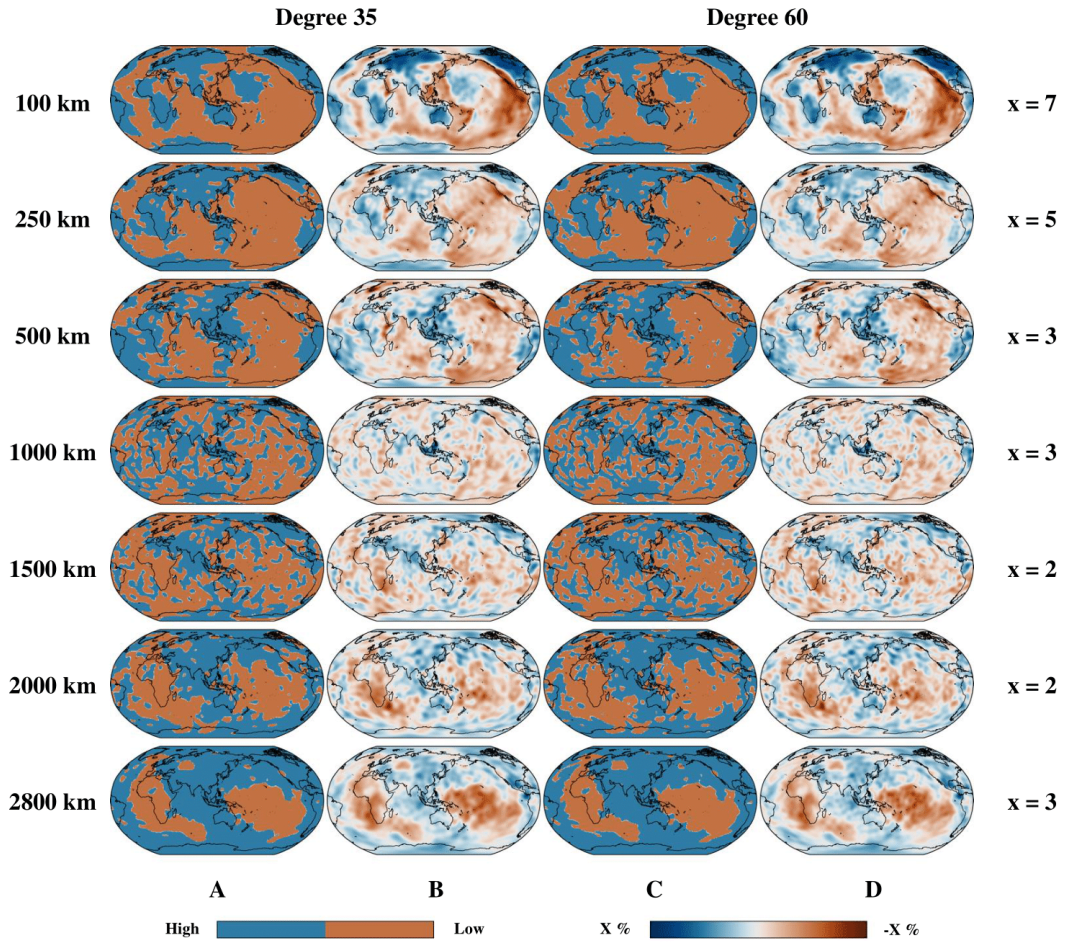 Degree 35 Degree 60
100 km x = 7
250 km x = 5
500 km x = 3
1000 km x = 3
1500 km x = 2
2000 km x = 2
2800 km x = 3
A B C D
High Low X % -X %